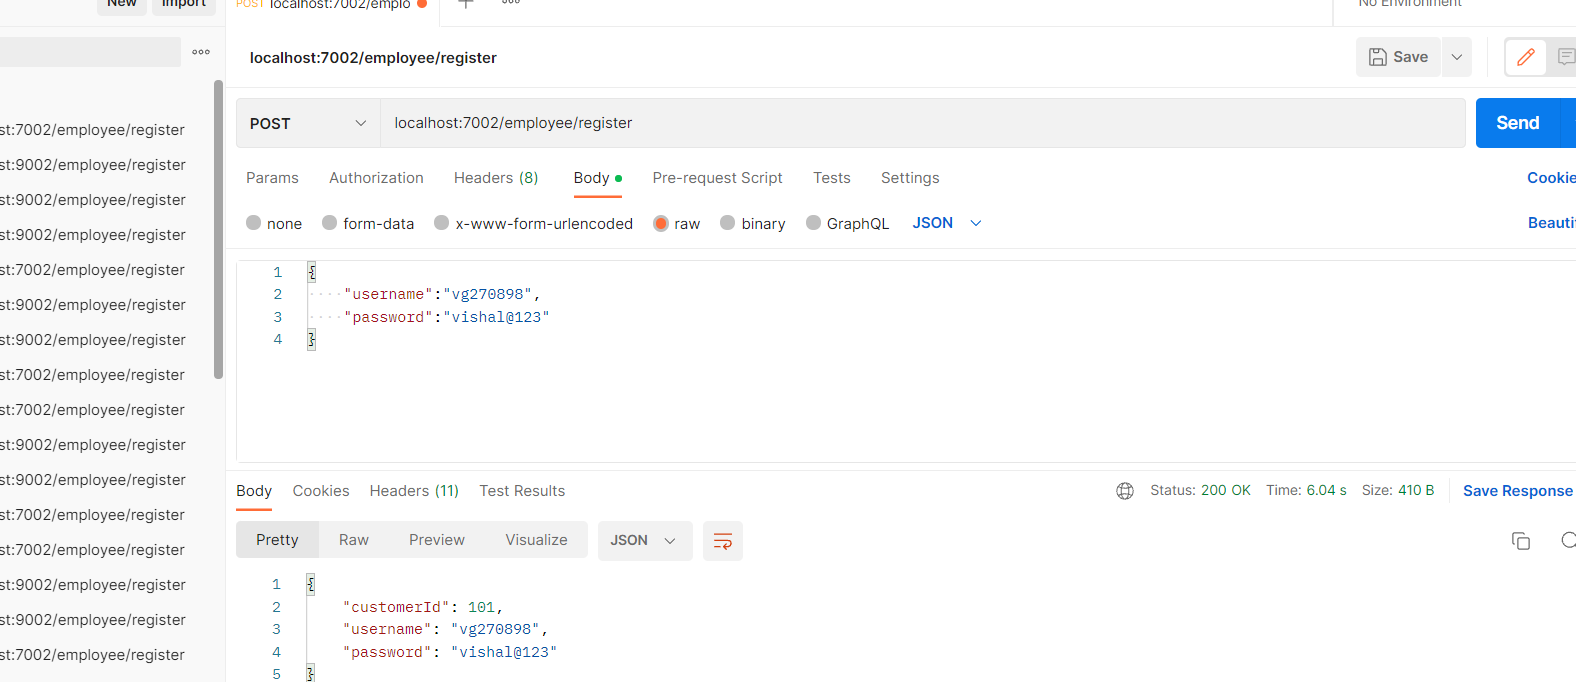 New Import
POST localhost:7002/emplo
No Environment
localhost:7002/employee/register
Save
POST localhost:7002/employee/register
Send
Params Authorization Headers (8) Body Pre-request Script Tests Settings
Cookie
none form-data x-www-form-urlencoded raw binary GraphQL JSON
Beauti
1 {
2 "username":"vg270898",
3 "password":"vishal@123"
4 }
Body Cookies Headers (11) Test Results
Status: 200 OK Time: 6.04 s Size: 410 B Save Response
Pretty Raw Preview Visualize JSON
1 {
2 "customerId": 101,
3 "username": "vg270898",
4 "password": "vishal@123"
5 }
st:7002/employee/register
st:9002/employee/register
st:9002/employee/register
st:9002/employee/register
st:7002/employee/register
st:9002/employee/register
st:9002/employee/register
st:7002/employee/register
st:7002/employee/register
st:9002/employee/register
st:9002/employee/register
st:7002/employee/register
st:7002/employee/register
st:9002/employee/register
st:9002/employee/register
st:7002/employee/register